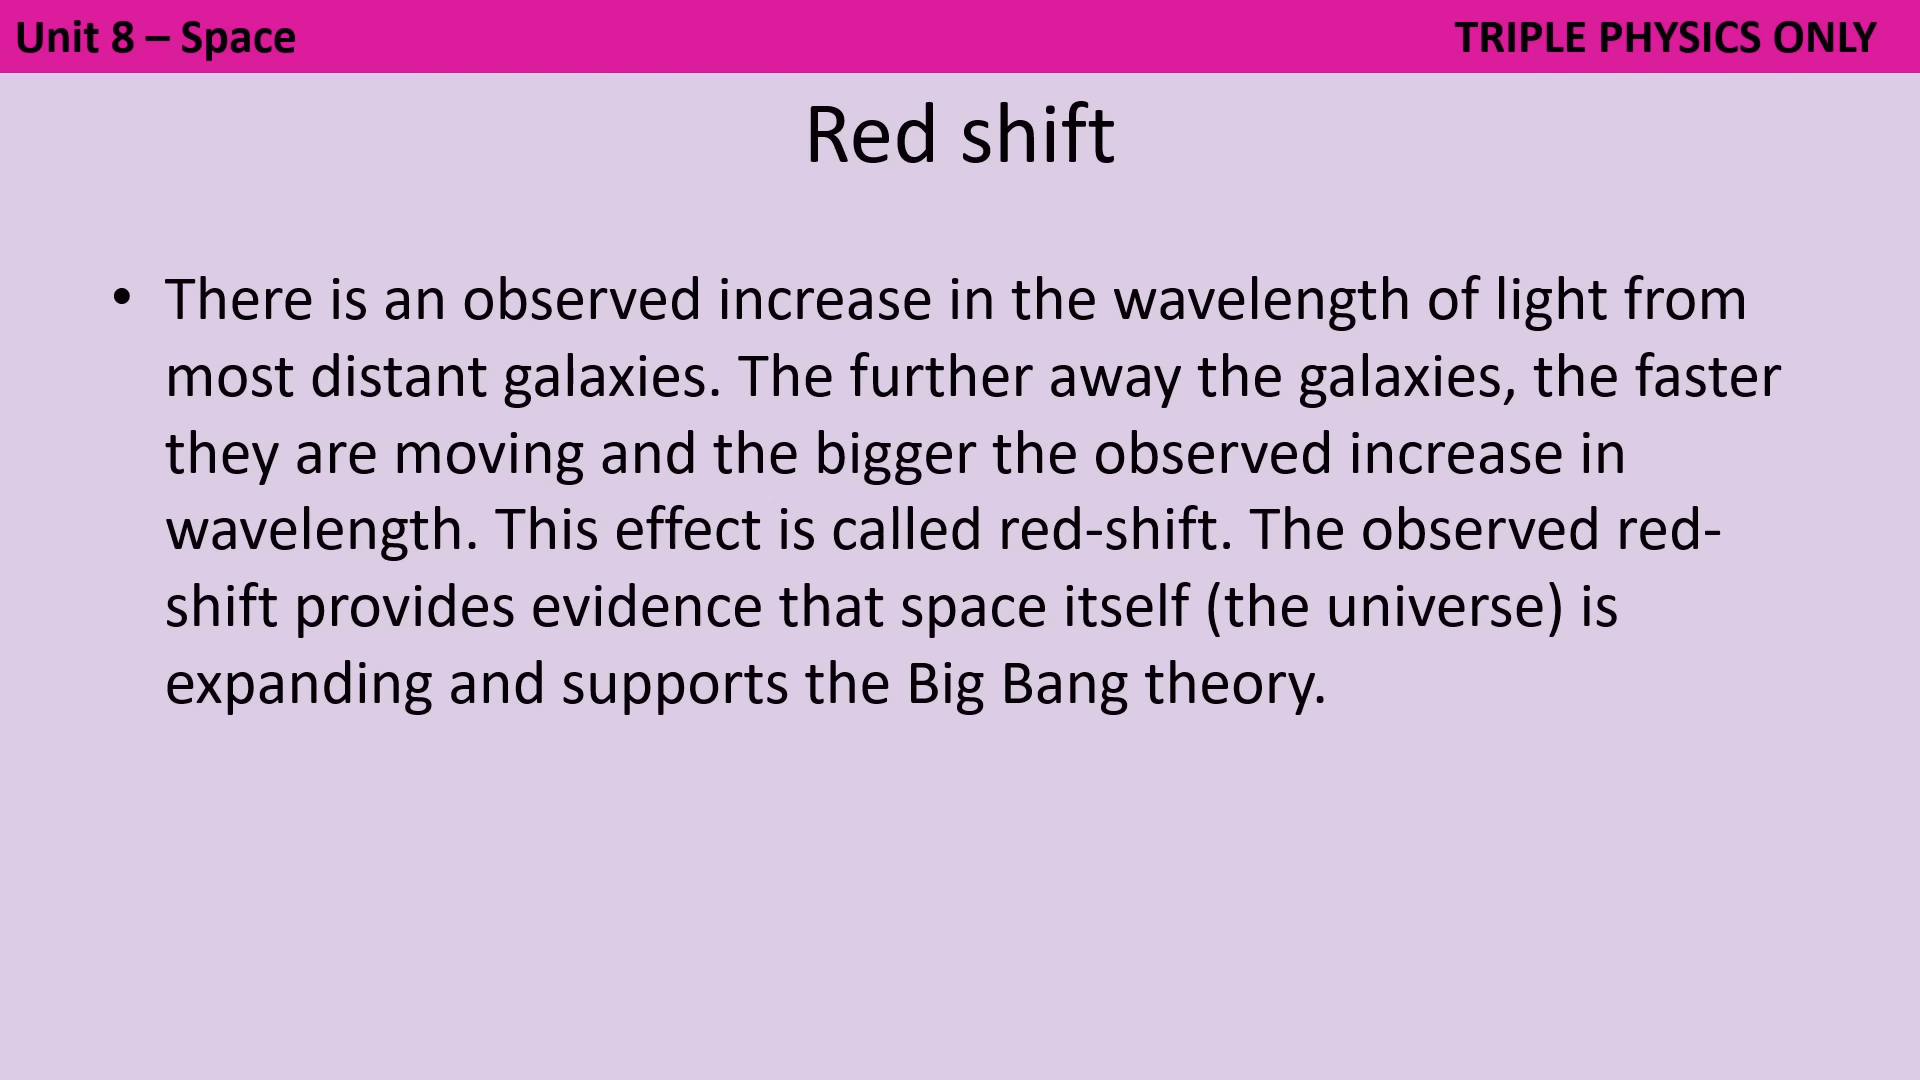 Unit 8 – Space
TRIPLE PHYSICS ONLY
Red shift
• There is an observed increase in the wavelength of light from
most distant galaxies. The further away the galaxies, the faster
they are moving and the bigger the observed increase in
wavelength. This effect is called red-shift. The observed red-
shift provides evidence that space itself (the universe) is
expanding and supports the Big Bang theory.